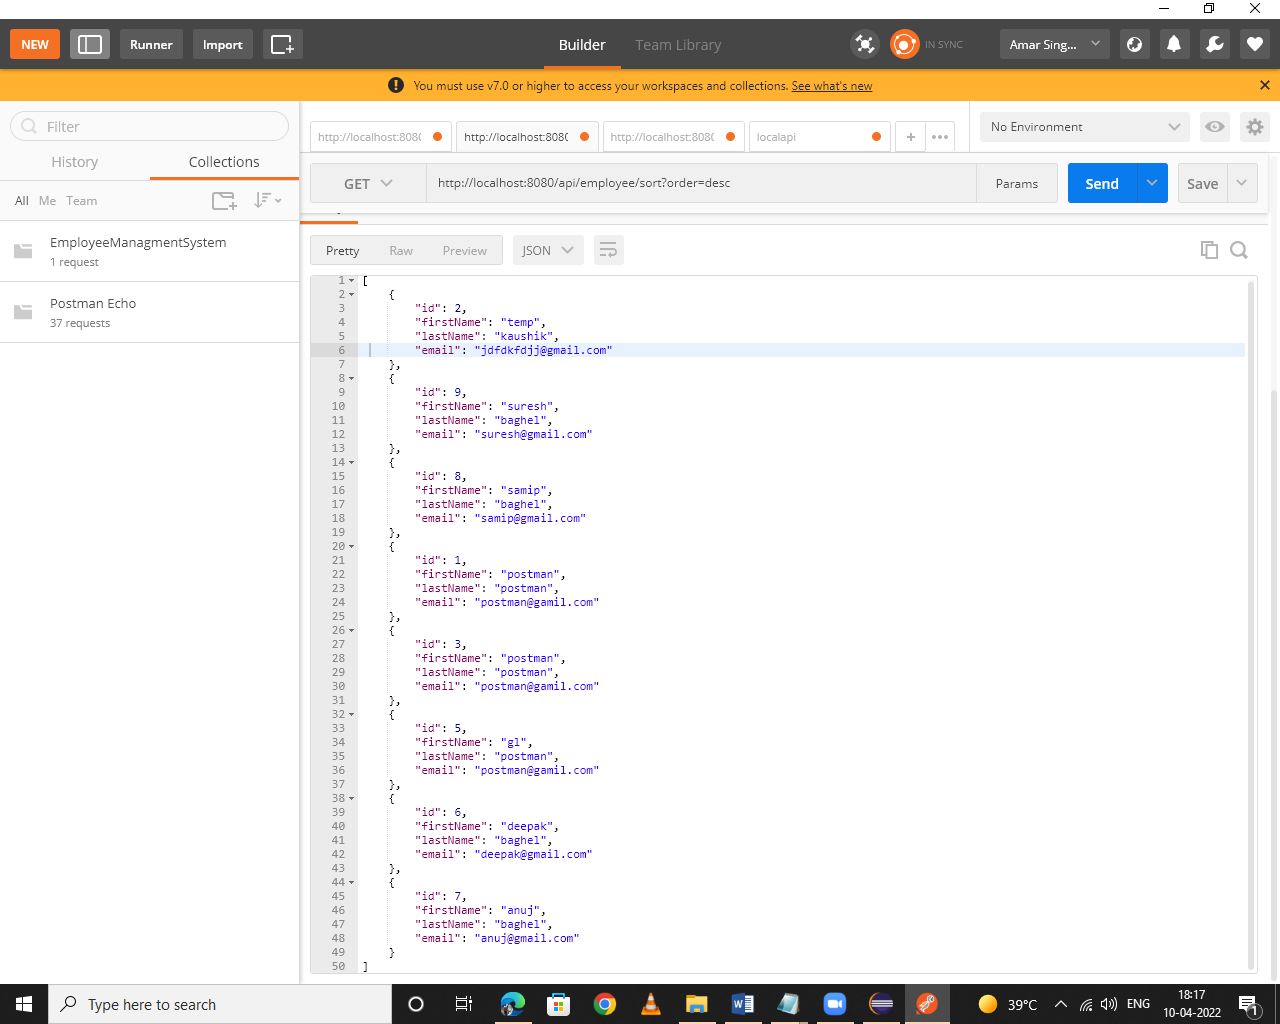 NEW
Runner
Import
Builder
Team Library
IN SYNC
Amar Sing...
You must use v7.0 or higher to access your workspaces and collections. See what's new
Filter
History
Collections
All Me Team
EmployeeManagmentSystem
1 request
Postman Echo
37 requests
http://localhost:808
http://localhost:8080
http://localhost:808
localapi
+
•••
No Environment
GET
http://localhost:8080/api/employee/sort?order=desc
Params
Send
Save
Pretty
Raw
Preview
JSON
1 [
2 {
3 "id": 2,
4 "firstName": "temp",
5 "lastName": "kaushik",
6 "email": "jdfdkfdjj@gmail.com"
7 },
8 {
9 "id": 9,
10 "firstName": "suresh",
11 "lastName": "baghel",
12 "email": "suresh@gmail.com"
13 },
14 {
15 "id": 8,
16 "firstName": "samip",
17 "lastName": "baghel",
18 "email": "samip@gmail.com"
19 },
20 {
21 "id": 1,
22 "firstName": "postman",
23 "lastName": "postman",
24 "email": "postman@gamil.com"
25 },
26 {
27 "id": 3,
28 "firstName": "postman",
29 "lastName": "postman",
30 "email": "postman@gamil.com"
31 },
32 {
33 "id": 5,
34 "firstName": "gl",
35 "lastName": "postman",
36 "email": "postman@gamil.com"
37 },
38 {
39 "id": 6,
40 "firstName": "deepak",
41 "lastName": "baghel",
42 "email": "deepak@gmail.com"
43 },
44 {
45 "id": 7,
46 "firstName": "anuj",
47 "lastName": "baghel",
48 "email": "anuj@gmail.com"
49 }
50 ]
Type here to search
39°C
ENG
18:17
10-04-2022
1